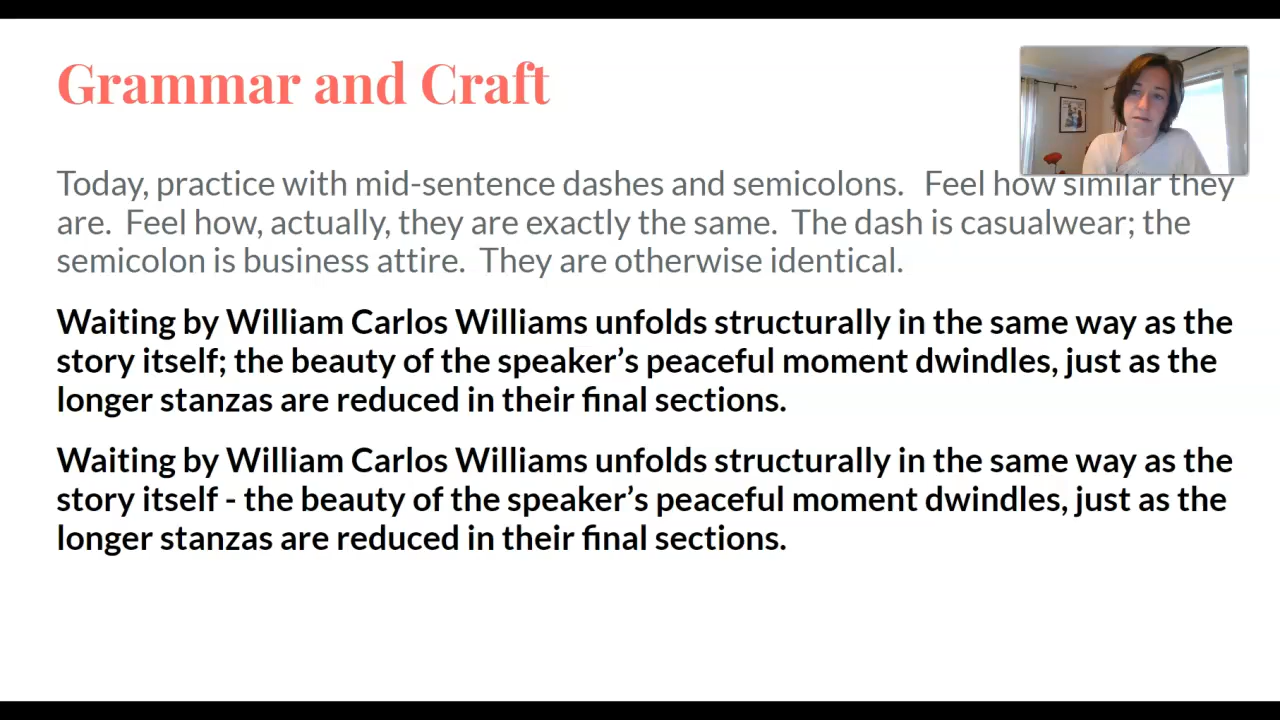 Grammar and Craft
Today, practice with mid-sentence dashes and semicolons.   Feel how similar they
are.  Feel how, actually, they are exactly the same.  The dash is casualwear; the
semicolon is business attire.  They are otherwise identical.
Waiting by William Carlos Williams unfolds structurally in the same way as the
story itself; the beauty of the speaker’s peaceful moment dwindles, just as the
longer stanzas are reduced in their final sections.
Waiting by William Carlos Williams unfolds structurally in the same way as the
story itself - the beauty of the speaker’s peaceful moment dwindles, just as the
longer stanzas are reduced in their final sections.